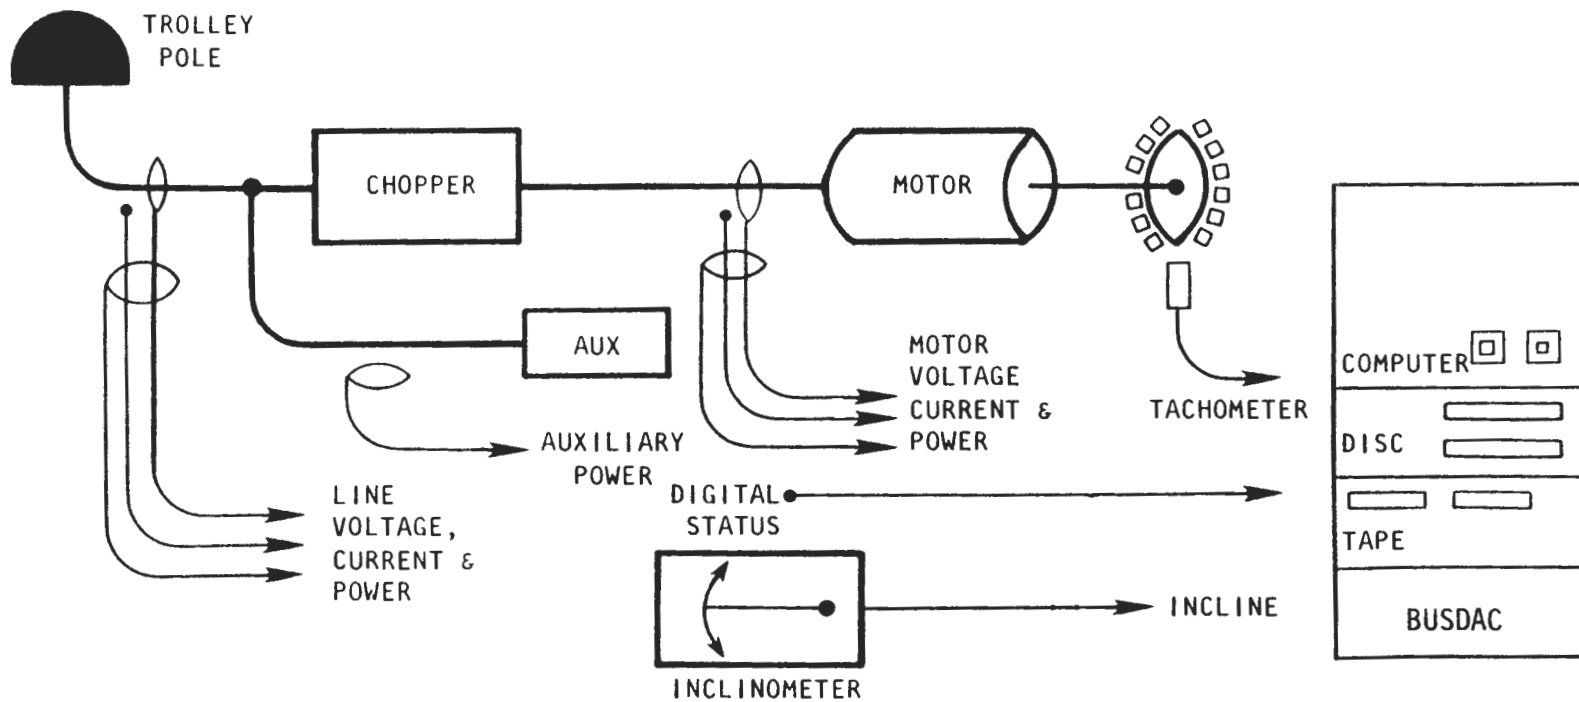 TROLLEY
POLE
CHOPPER
MOTOR
AUX
MOTOR
VOLTAGE
CURRENT &
POWER
TACHOMETER
AUXILIARY
POWER
LINE
VOLTAGE,
CURRENT &
POWER
DIGITAL
STATUS
INCLINE
INCLINOMETER
COMPUTER
DISC
TAPE
BUSDAC